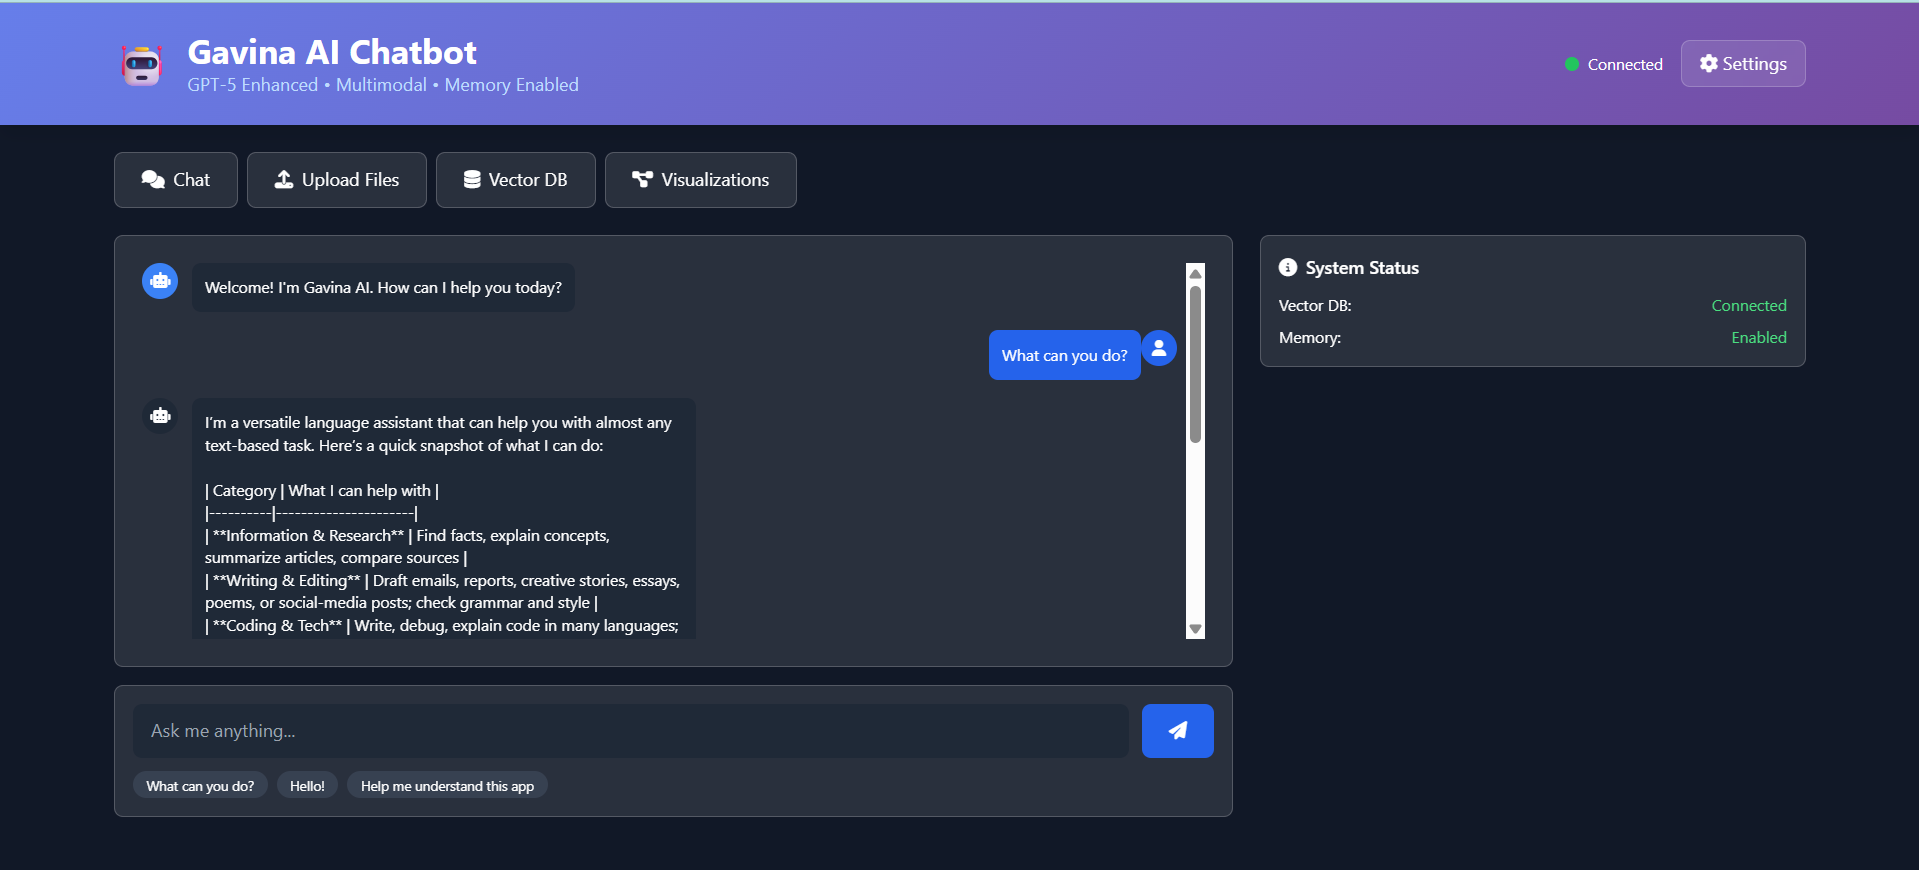 Gavina AI Chatbot
GPT-5 Enhanced • Multimodal • Memory Enabled
Connected
Settings
Chat
Upload Files
Vector DB
Visualizations
Welcome! I'm Gavina AI. How can I help you today?
What can you do?
I’m a versatile language assistant that can help you with almost any
text-based task. Here’s a quick snapshot of what I can do:
| Category | What I can help with |
|----------|----------------------|
| **Information & Research** | Find facts, explain concepts,
summarize articles, compare sources |
| **Writing & Editing** | Draft emails, reports, creative stories, essays,
poems, or social-media posts; check grammar and style |
| **Coding & Tech** | Write, debug, explain code in many languages;
Ask me anything...
What can you do?
Hello!
Help me understand this app
System Status
Vector DB:
Connected
Memory:
Enabled